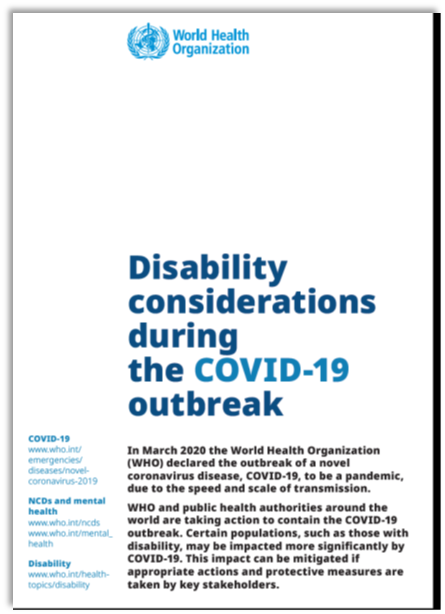 World Health
Organization
Disability
considerations
during
the COVID-19
outbreak
COVID-19
www.who.int/
emergencies/
diseases/novel-
coronavirus-2019
NCDs and mental
health
www.who.int/ncds
www.who.int/mental_
health
Disability
www.who.int/health-
topics/disability
In March 2020 the World Health Organization
(WHO) declared the outbreak of a novel
coronavirus disease, COVID-19, to be a pandemic,
due to the speed and scale of transmission.
WHO and public health authorities around the
world are taking action to contain the COVID-19
outbreak. Certain populations, such as those with
disability, may be impacted more significantly by
COVID-19. This impact can be mitigated if
appropriate actions and protective measures are
taken by key stakeholders.